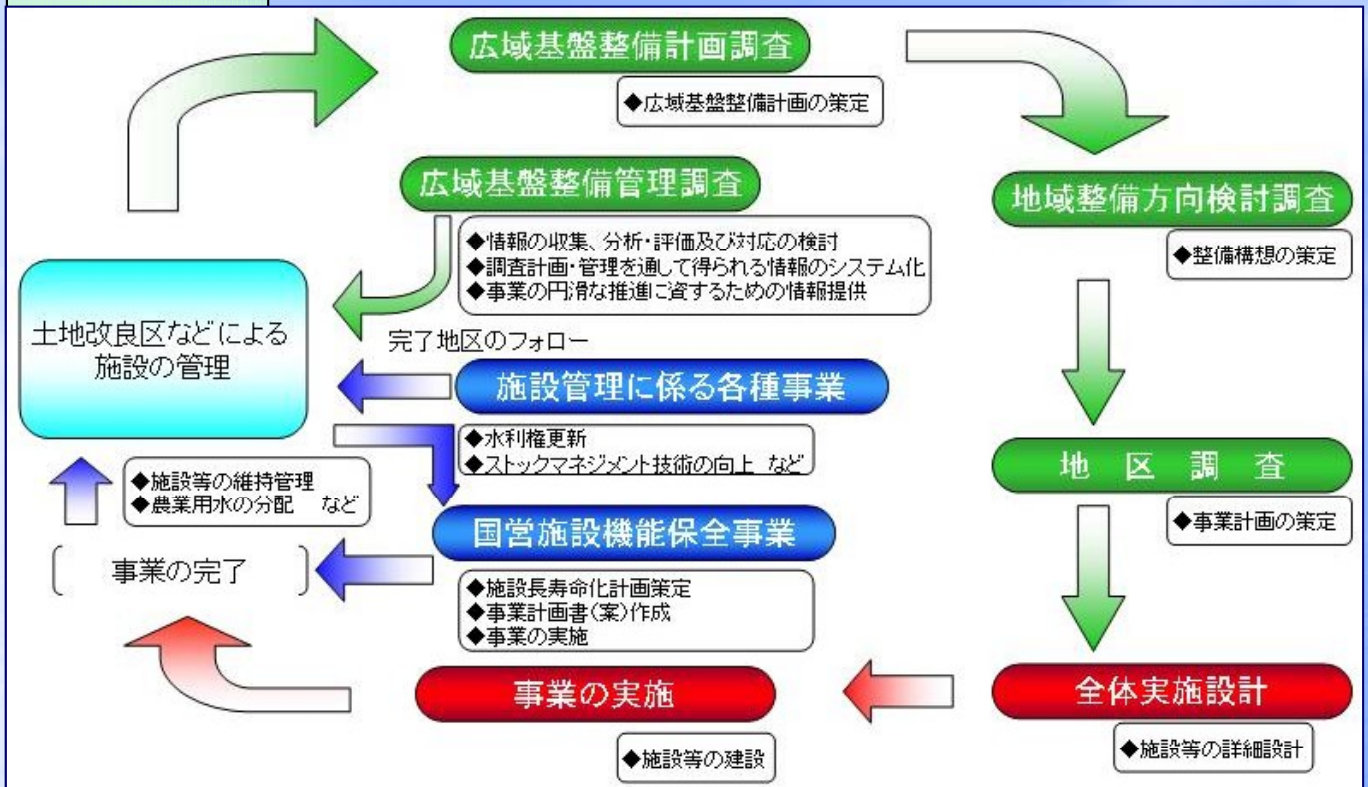 広域基盤整備計画調査
◆広域基盤整備計画の策定
広域基盤整備管理調査
◆情報の収集、分析・評価及び対応の検討
◆調査計画・管理を通して得られる情報のシステム化
◆事業の円滑な推進に資するための情報提供
地域整備方向検討調査
◆整備構想の策定
土地改良区などによる
施設の管理
完了地区のフォロー
施設管理に係る各種事業
◆水利権更新
◆ストックマネジメント技術の向上 など
地区調査
◆事業計画の策定
◆施設等の維持管理
◆農業用水の分配 など
国営施設機能保全事業
◆施設長寿命化計画策定
◆事業計画書(案)作成
◆事業の実施
〔 事業の完了 〕
全体実施設計
◆施設等の詳細設計
事業の実施
◆施設等の建設